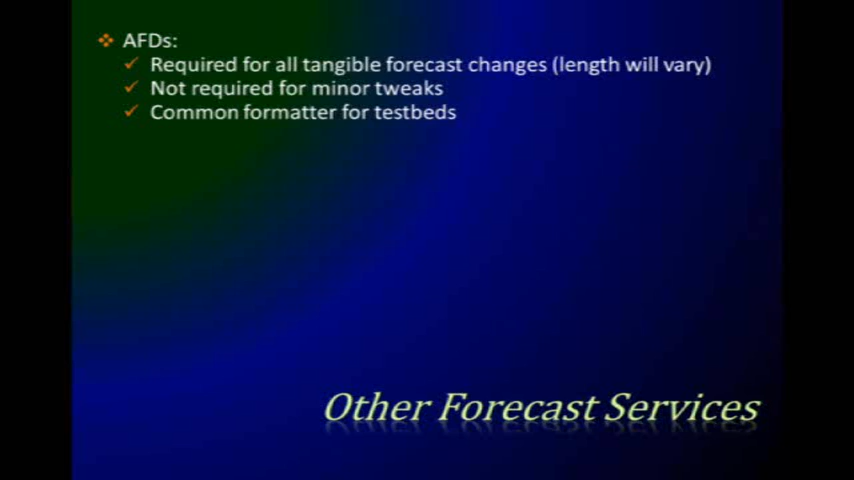 AFDs:
Required for all tangible forecast changes (length will vary)
Not required for minor tweaks
Common formatter for testbeds
Other Forecast Services